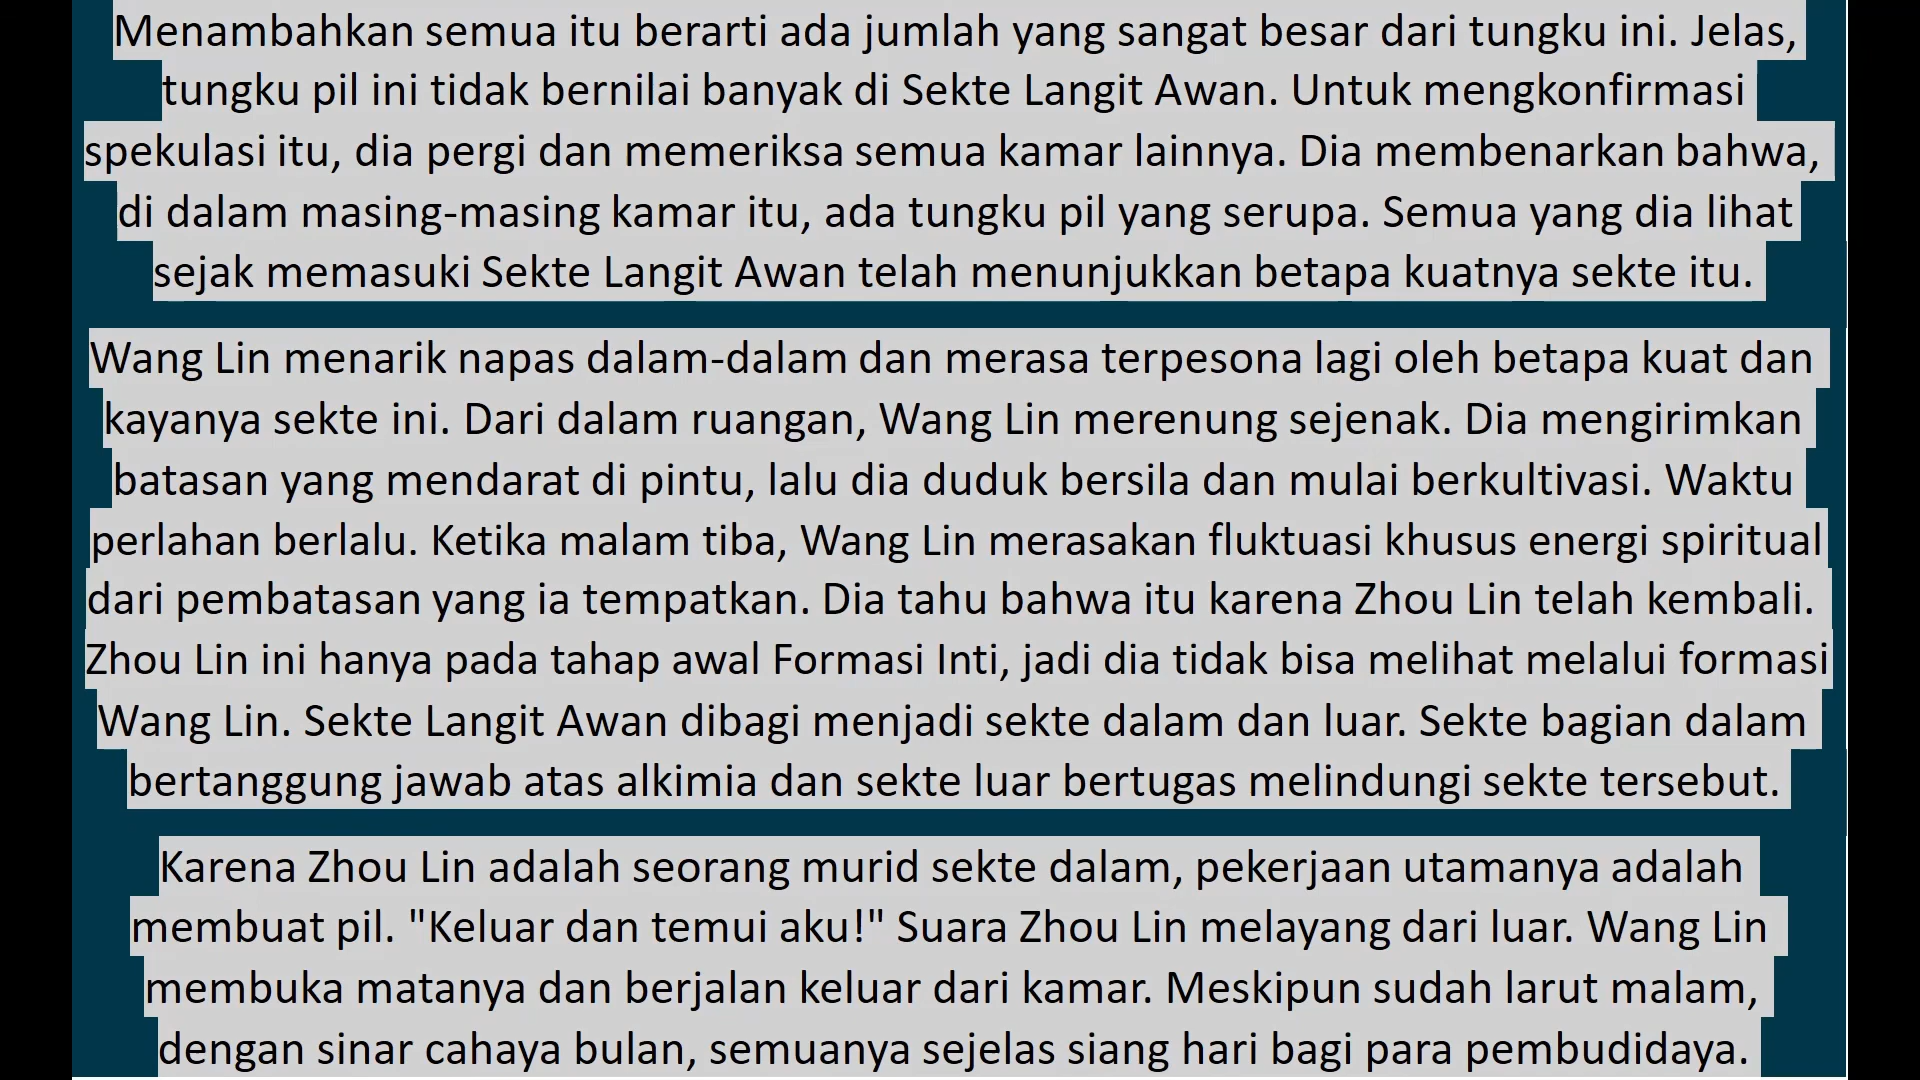 Menambahkan semua itu berarti ada jumlah yang sangat besar dari tungku ini. Jelas,
tungku pil ini tidak bernilai banyak di Sekte Langit Awan. Untuk mengkonfirmasi
spekulasi itu, dia pergi dan memeriksa semua kamar lainnya. Dia membenarkan bahwa,
di dalam masing-masing kamar itu, ada tungku pil yang serupa. Semua yang dia lihat
sejak memasuki Sekte Langit Awan telah menunjukkan betapa kuatnya sekte itu.
Wang Lin menarik napas dalam-dalam dan merasa terpesona lagi oleh betapa kuat dan
kayanya sekte ini. Dari dalam ruangan, Wang Lin merenung sejenak. Dia mengirimkan
batasan yang mendarat di pintu, lalu dia duduk bersila dan mulai berkultivasi. Waktu
perlahan berlalu. Ketika malam tiba, Wang Lin merasakan fluktuasi khusus energi spiritual
dari pembatasan yang ia tempatkan. Dia tahu bahwa itu karena Zhou Lin telah kembali.
Zhou Lin ini hanya pada tahap awal Formasi Inti, jadi dia tidak bisa melihat melalui formasi
Wang Lin. Sekte Langit Awan dibagi menjadi sekte dalam dan luar. Sekte bagian dalam
bertanggung jawab atas alkimia dan sekte luar bertugas melindungi sekte tersebut.
Karena Zhou Lin adalah seorang murid sekte dalam, pekerjaan utamanya adalah
membuat pil. "Keluar dan temui aku!" Suara Zhou Lin melayang dari luar. Wang Lin
membuka matanya dan berjalan keluar dari kamar. Meskipun sudah larut malam,
dengan sinar cahaya bulan, semuanya sejelas siang hari bagi para pembudidaya.